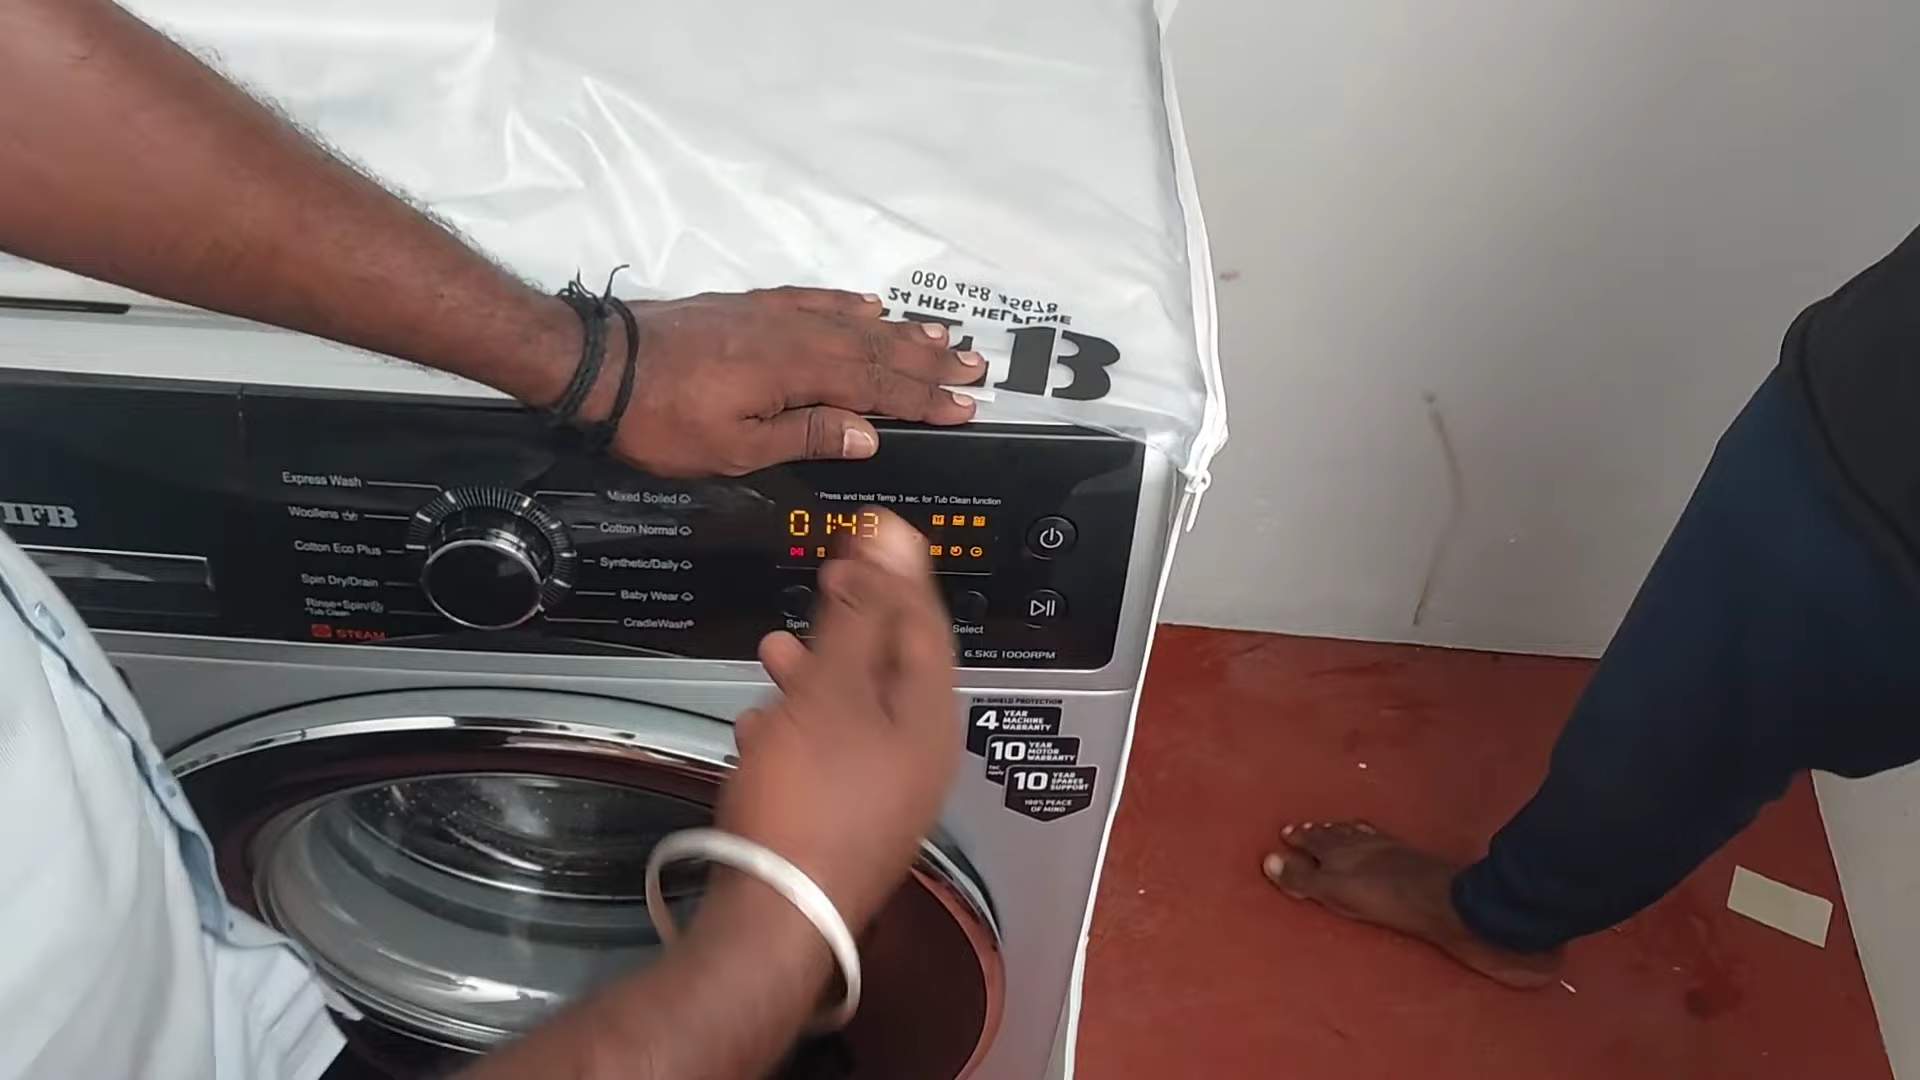 080 458 45678
24 HRS. HELPLINE
IFB
Express Wash
Woollens
Cotton Eco Plus
Spin Dry/Drain
Rinse+Spin/
*Tub Clean
STEAM
Mixed Soiled
Cotton Normal
Synthetic/Daily
Baby Wear
CradleWash®
* Press and hold Temp 3 sec. for Tub Clean function
01:43
Spin
Select
6.5KG 1000RPM
TRI-SHIELD PROTECTION
4 YEAR MACHINE WARRANTY
10 YEAR MOTOR WARRANTY
10 YEAR SPARES SUPPORT
100% PEACE OF MIND